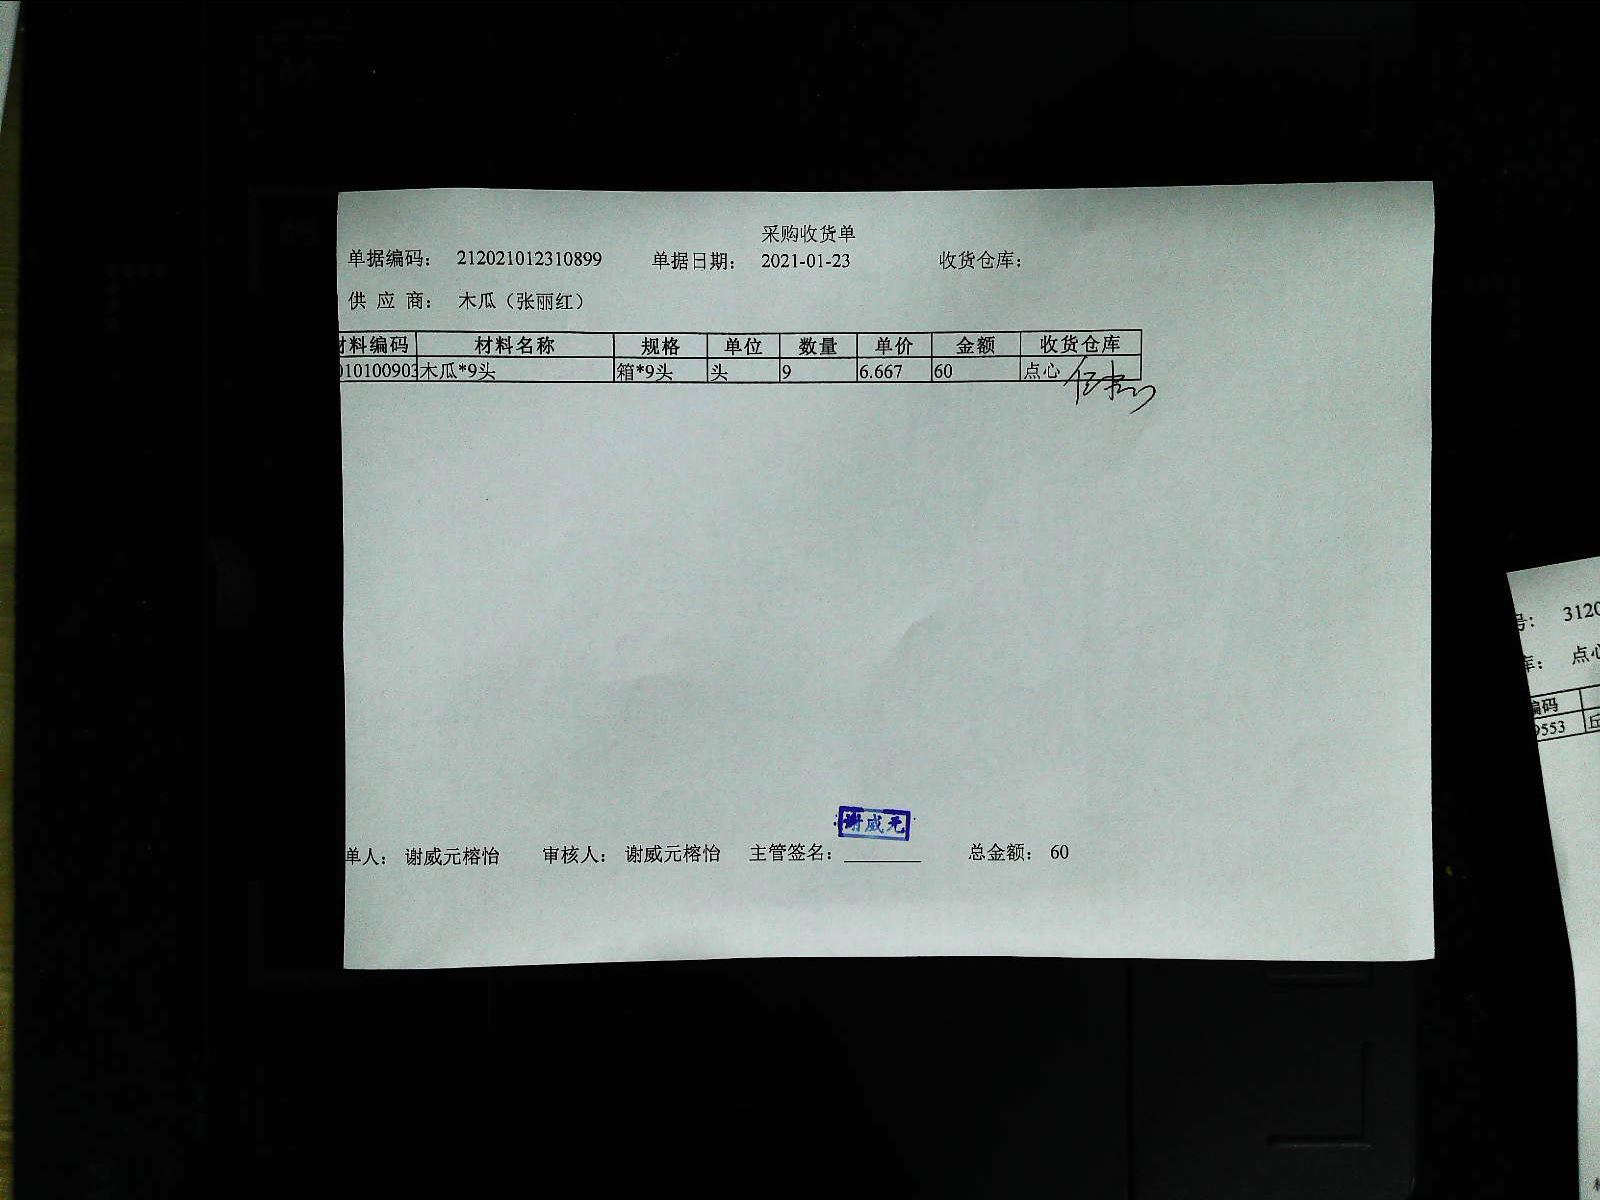 采购收货单
单据编码： 212021012310899 单据日期： 2021-01-23 收货仓库：
供 应 商： 木瓜（张丽红）
材料编码 材料名称 规格 单位 数量 单价 金额 收货仓库
010100903 木瓜*9头 箱*9头 头 9 6.667 60 点心
谢威元
单人： 谢威元榕怡 审核人： 谢威元榕怡 主管签名： 总金额： 60
号： 3120
库： 点心
编码
9553 丘